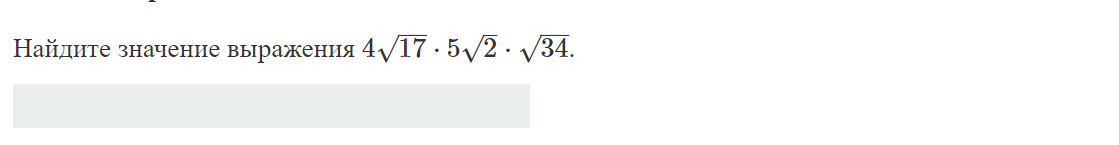 Найдите значение выражения 4√17 · 5√2 · √34.